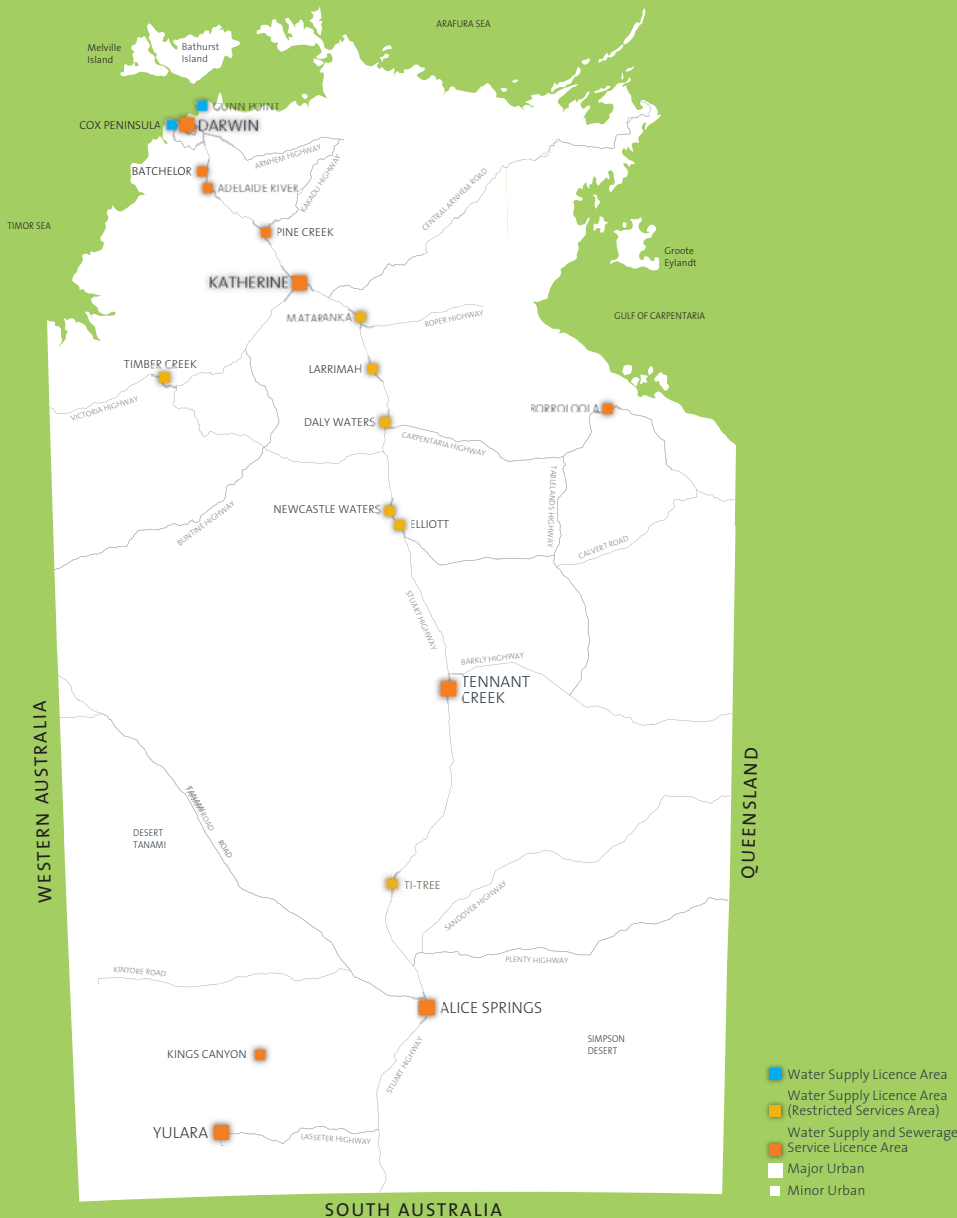 ARAFURA SEA
Melville
Island
Bathurst
Island
GUNN POINT
COX PENINSULA
DARWIN
ARNHEM HIGHWAY
BATCHELOR
ADELAIDE RIVER
KAKADU HIGHWAY
CENTRAL ARNHEM ROAD
TIMOR SEA
PINE CREEK
Groote
Eylandt
KATHERINE
MATARANKA
ROPER HIGHWAY
GULF OF CARPENTARIA
TIMBER CREEK
LARRIMAH
VICTORIA HIGHWAY
BORROLOOLA
DALY WATERS
CARPENTARIA HIGHWAY
TABLELANDS HIGHWAY
NEWCASTLE WATERS
ELLIOTT
BUNTINE HIGHWAY
CALVERT ROAD
STUART HIGHWAY
BARKLY HIGHWAY
TENNANT
CREEK
WESTERN AUSTRALIA
QUEENSLAND
TANAMI ROAD
ROAD
DESERT
TANAMI
TI-TREE
SANDOVER HIGHWAY
PLENTY HIGHWAY
KINTORE ROAD
ALICE SPRINGS
SIMPSON
DESERT
KINGS CANYON
STUART HIGHWAY
YULARA
LASSETER HIGHWAY
SOUTH AUSTRALIA
Water Supply Licence Area
Water Supply Licence Area
(Restricted Services Area)
Water Supply and Sewerage
Service Licence Area
Major Urban
Minor Urban